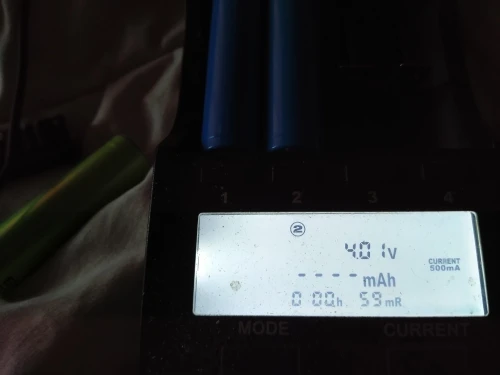 1 2 3 4
②
4.01V
CURRENT
500mA
----mAh
0:00h 59mR
MODE CURRENT